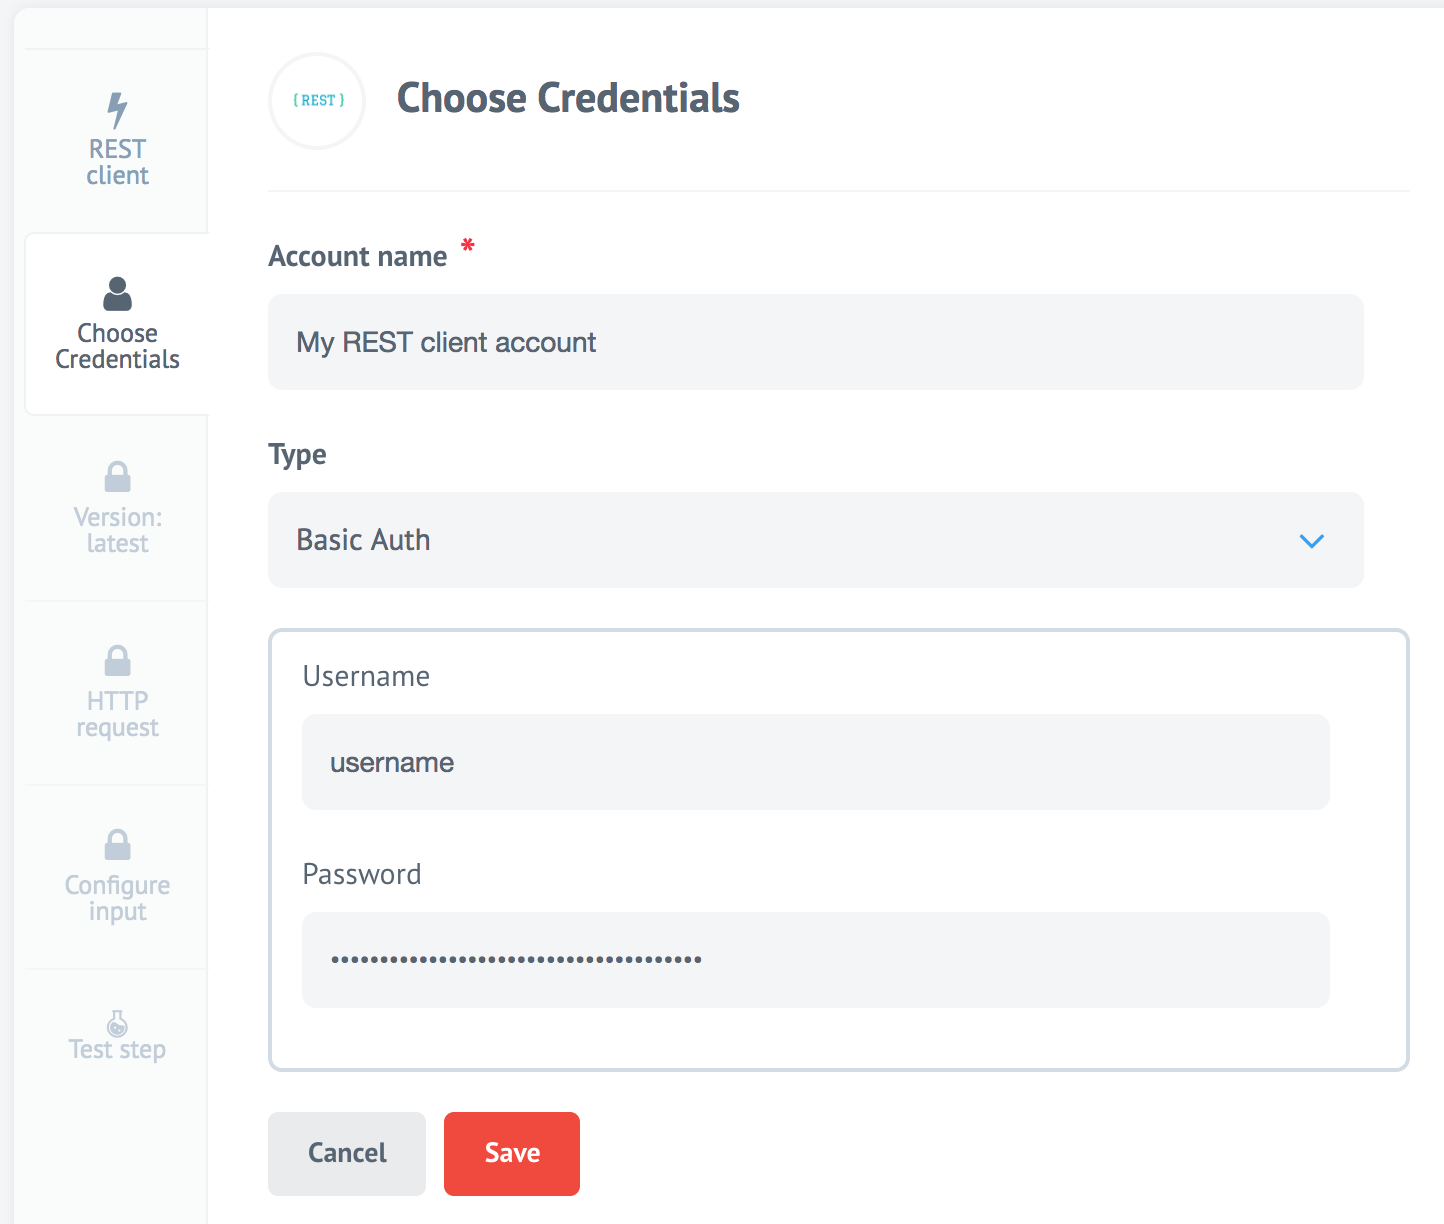 REST
client
Choose
Credentials
Version:
latest
HTTP
request
Configure
input
Test step
{ REST }
Choose Credentials
Account name *
My REST client account
Type
Basic Auth
Username
username
Password
••••••••••••••••••••••••••••••••••••••
Cancel
Save